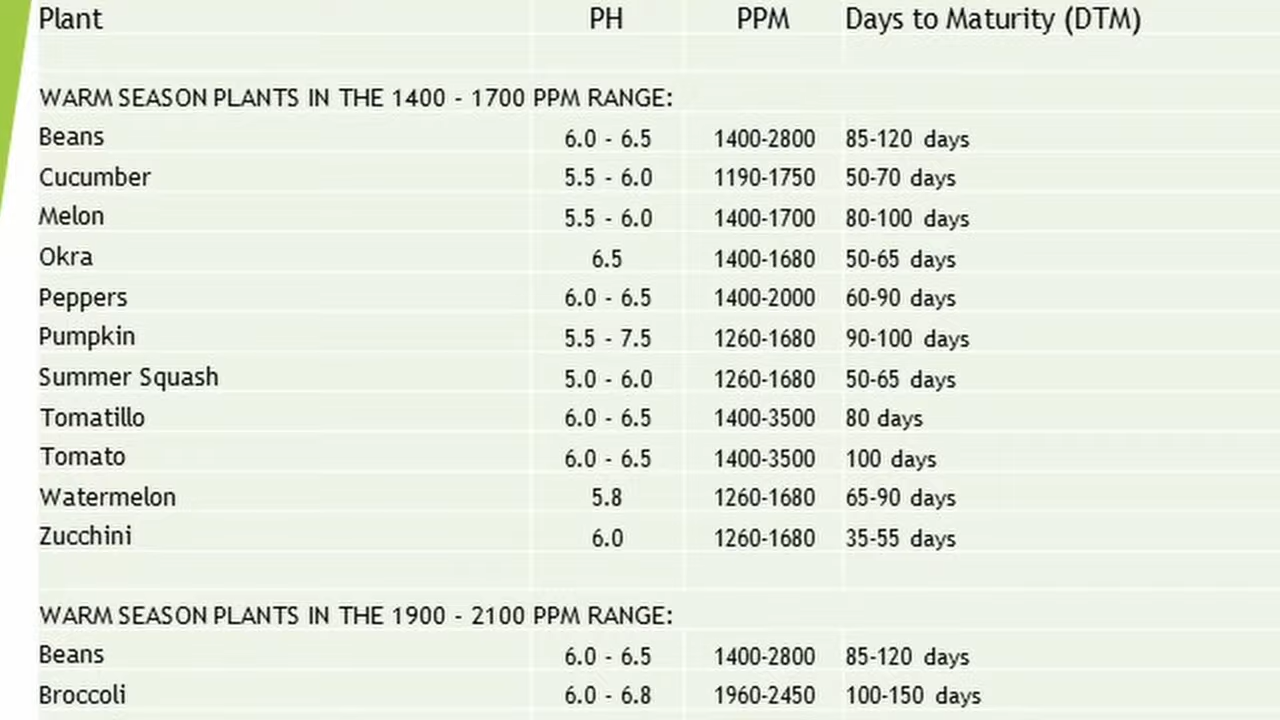 Plant PH PPM Days to Maturity (DTM)
WARM SEASON PLANTS IN THE 1400 - 1700 PPM RANGE:
Beans 6.0 - 6.5 1400-2800 85-120 days
Cucumber 5.5 - 6.0 1190-1750 50-70 days
Melon 5.5 - 6.0 1400-1700 80-100 days
Okra 6.5 1400-1680 50-65 days
Peppers 6.0 - 6.5 1400-2000 60-90 days
Pumpkin 5.5 - 7.5 1260-1680 90-100 days
Summer Squash 5.0 - 6.0 1260-1680 50-65 days
Tomatillo 6.0 - 6.5 1400-3500 80 days
Tomato 6.0 - 6.5 1400-3500 100 days
Watermelon 5.8 1260-1680 65-90 days
Zucchini 6.0 1260-1680 35-55 days
WARM SEASON PLANTS IN THE 1900 - 2100 PPM RANGE:
Beans 6.0 - 6.5 1400-2800 85-120 days
Broccoli 6.0 - 6.8 1960-2450 100-150 days